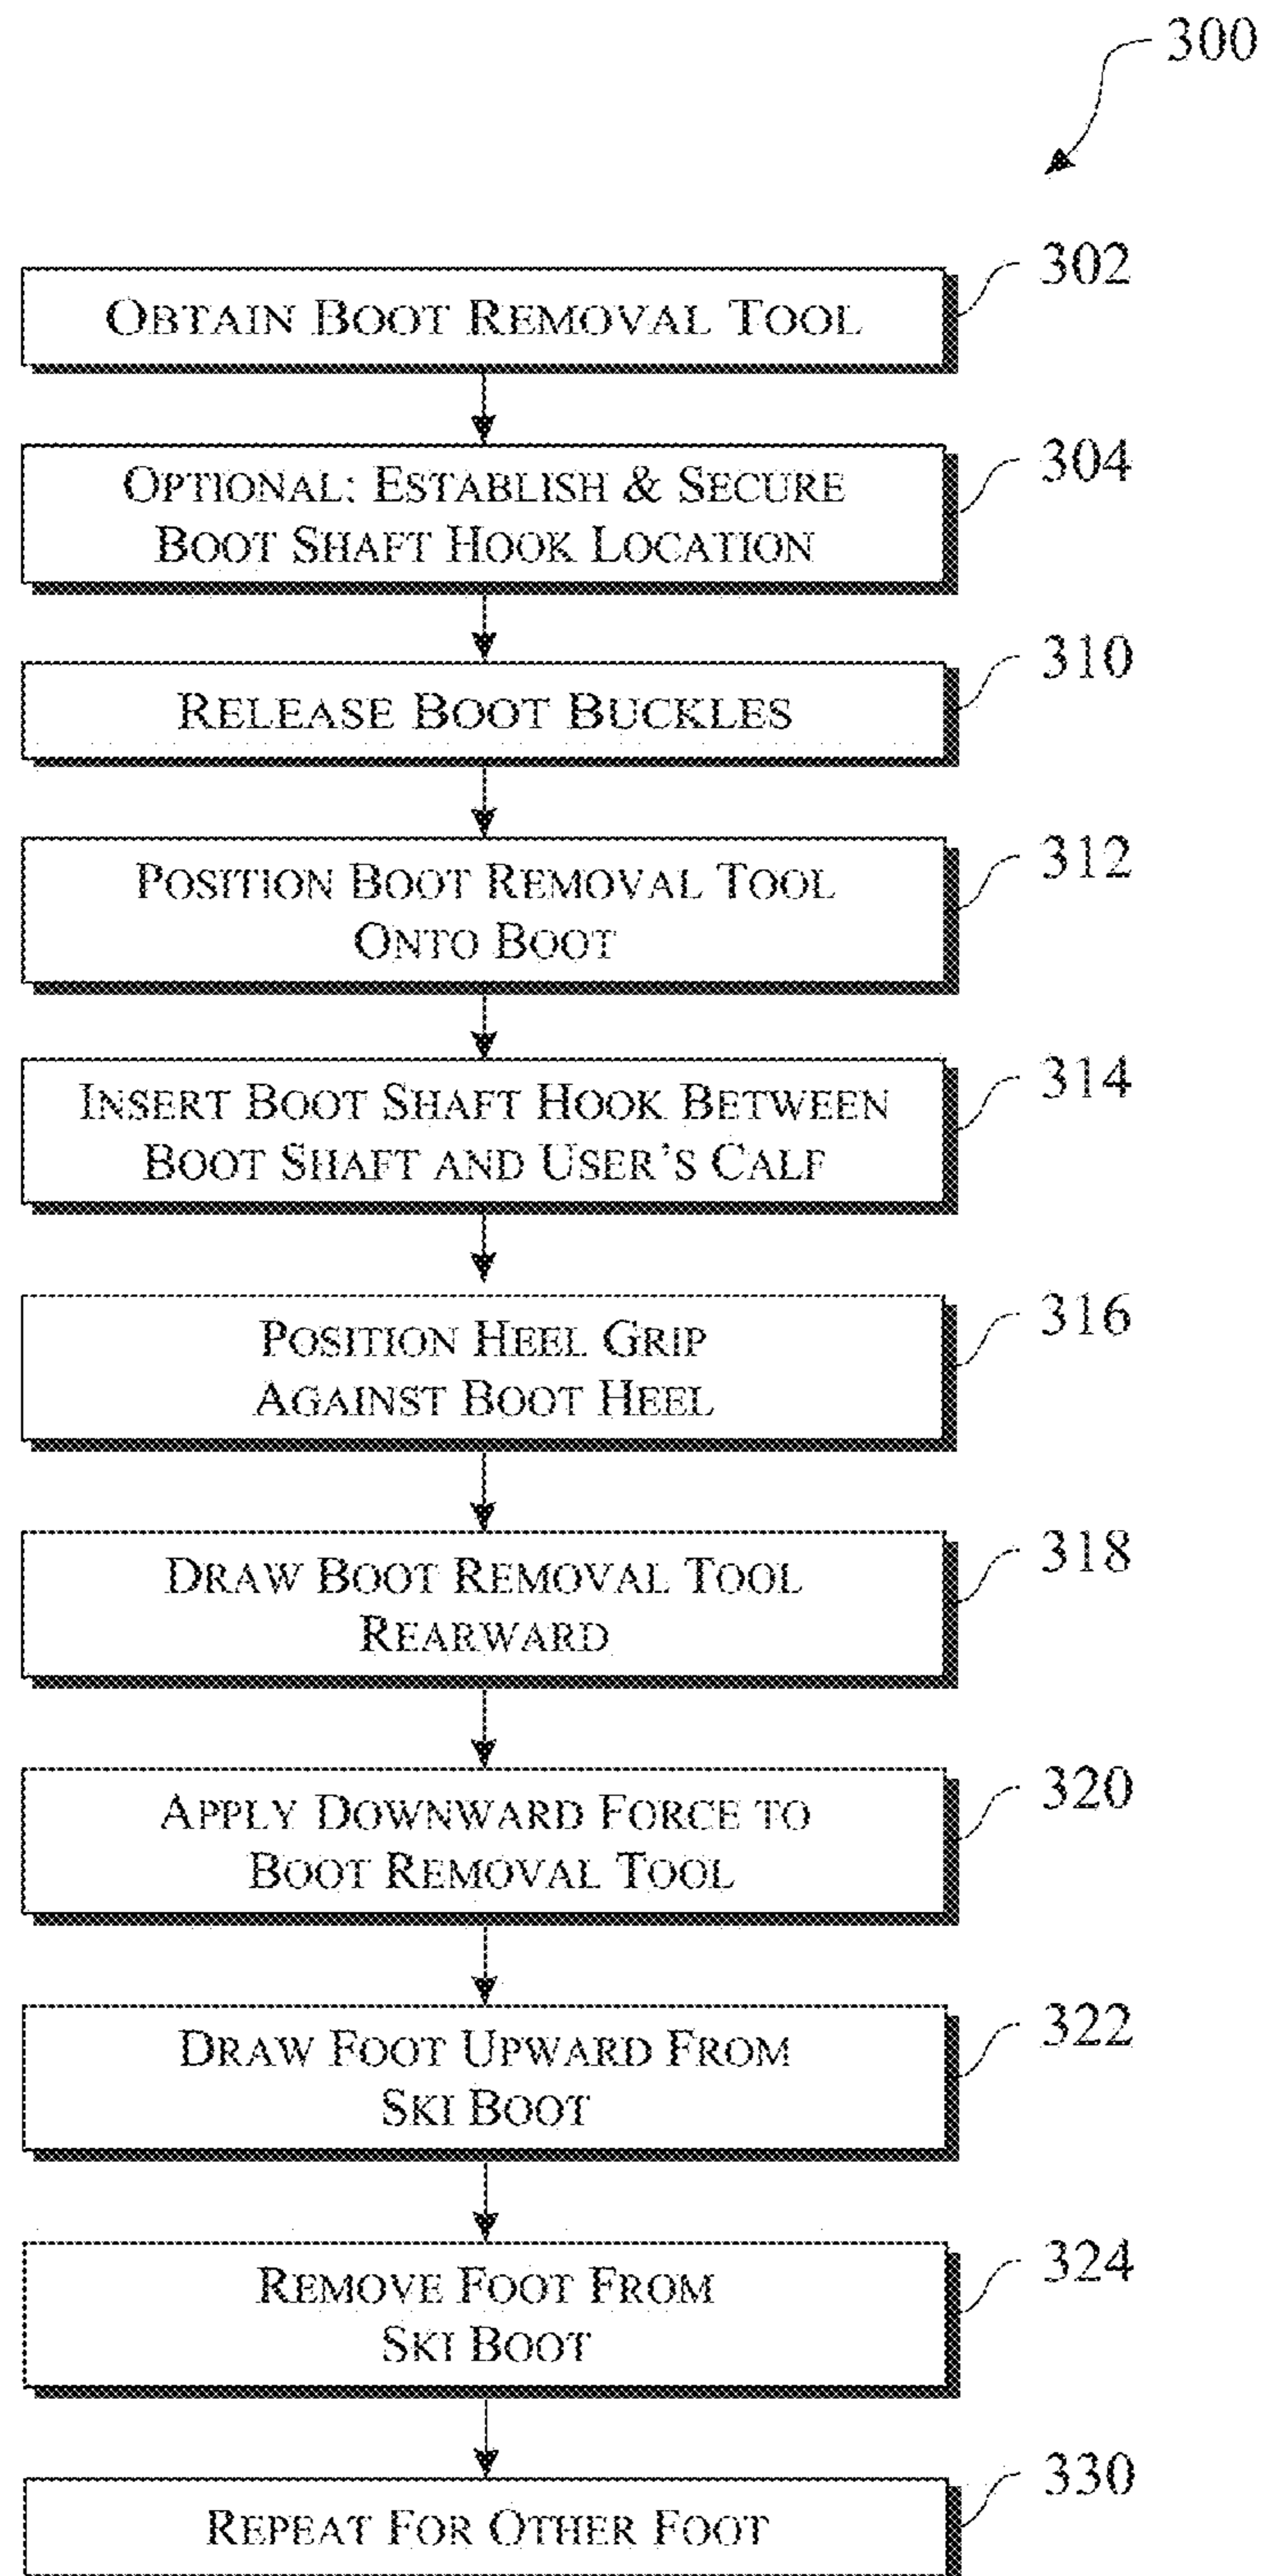 300
OBTAIN BOOT REMOVAL TOOL
302
OPTIONAL: ESTABLISH & SECURE
BOOT SHAFT HOOK LOCATION
304
RELEASE BOOT BUCKLES
310
POSITION BOOT REMOVAL TOOL
ONTO BOOT
312
INSERT BOOT SHAFT HOOK BETWEEN
BOOT SHAFT AND USER'S CALF
314
POSITION HEEL GRIP
AGAINST BOOT HEEL
316
DRAW BOOT REMOVAL TOOL
REARWARD
318
APPLY DOWNWARD FORCE TO
BOOT REMOVAL TOOL
320
DRAW FOOT UPWARD FROM
SKI BOOT
322
REMOVE FOOT FROM
SKI BOOT
324
REPEAT FOR OTHER FOOT
330